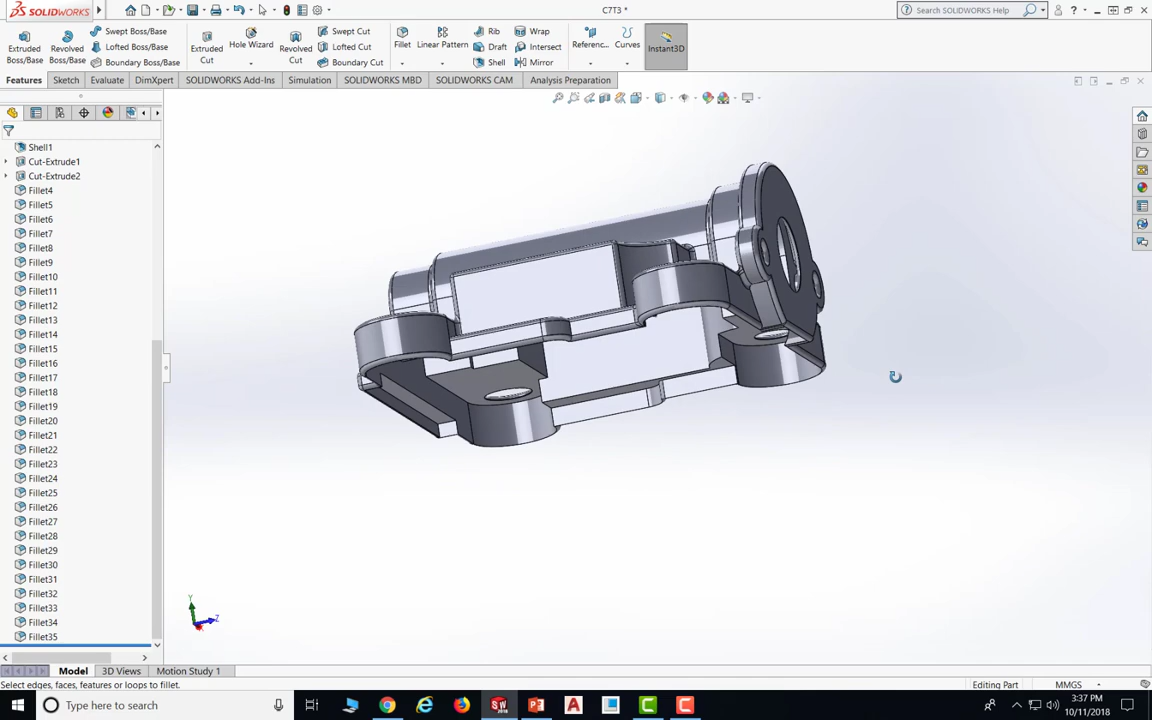 SOLIDWORKS
C7T3 *
Search SOLIDWORKS Help
Extruded Boss/Base
Revolved Boss/Base
Swept Boss/Base
Lofted Boss/Base
Boundary Boss/Base
Extruded Cut
Hole Wizard
Revolved Cut
Swept Cut
Lofted Cut
Boundary Cut
Fillet
Linear Pattern
Rib
Draft
Shell
Wrap
Intersect
Mirror
Referenc...
Curves
Instant3D
Features
Sketch
Evaluate
DimXpert
SOLIDWORKS Add-Ins
Simulation
SOLIDWORKS MBD
SOLIDWORKS CAM
Analysis Preparation
Shell1
Cut-Extrude1
Cut-Extrude2
Fillet4
Fillet5
Fillet6
Fillet7
Fillet8
Fillet9
Fillet10
Fillet11
Fillet12
Fillet13
Fillet14
Fillet15
Fillet16
Fillet17
Fillet18
Fillet19
Fillet20
Fillet21
Fillet22
Fillet23
Fillet24
Fillet25
Fillet26
Fillet27
Fillet28
Fillet29
Fillet30
Fillet31
Fillet32
Fillet33
Fillet34
Fillet35
Y
Z
Model
3D Views
Motion Study 1
Select edges, faces, features or loops to fillet.
Editing Part
MMGS
Type here to search
3:37 PM
10/11/2018